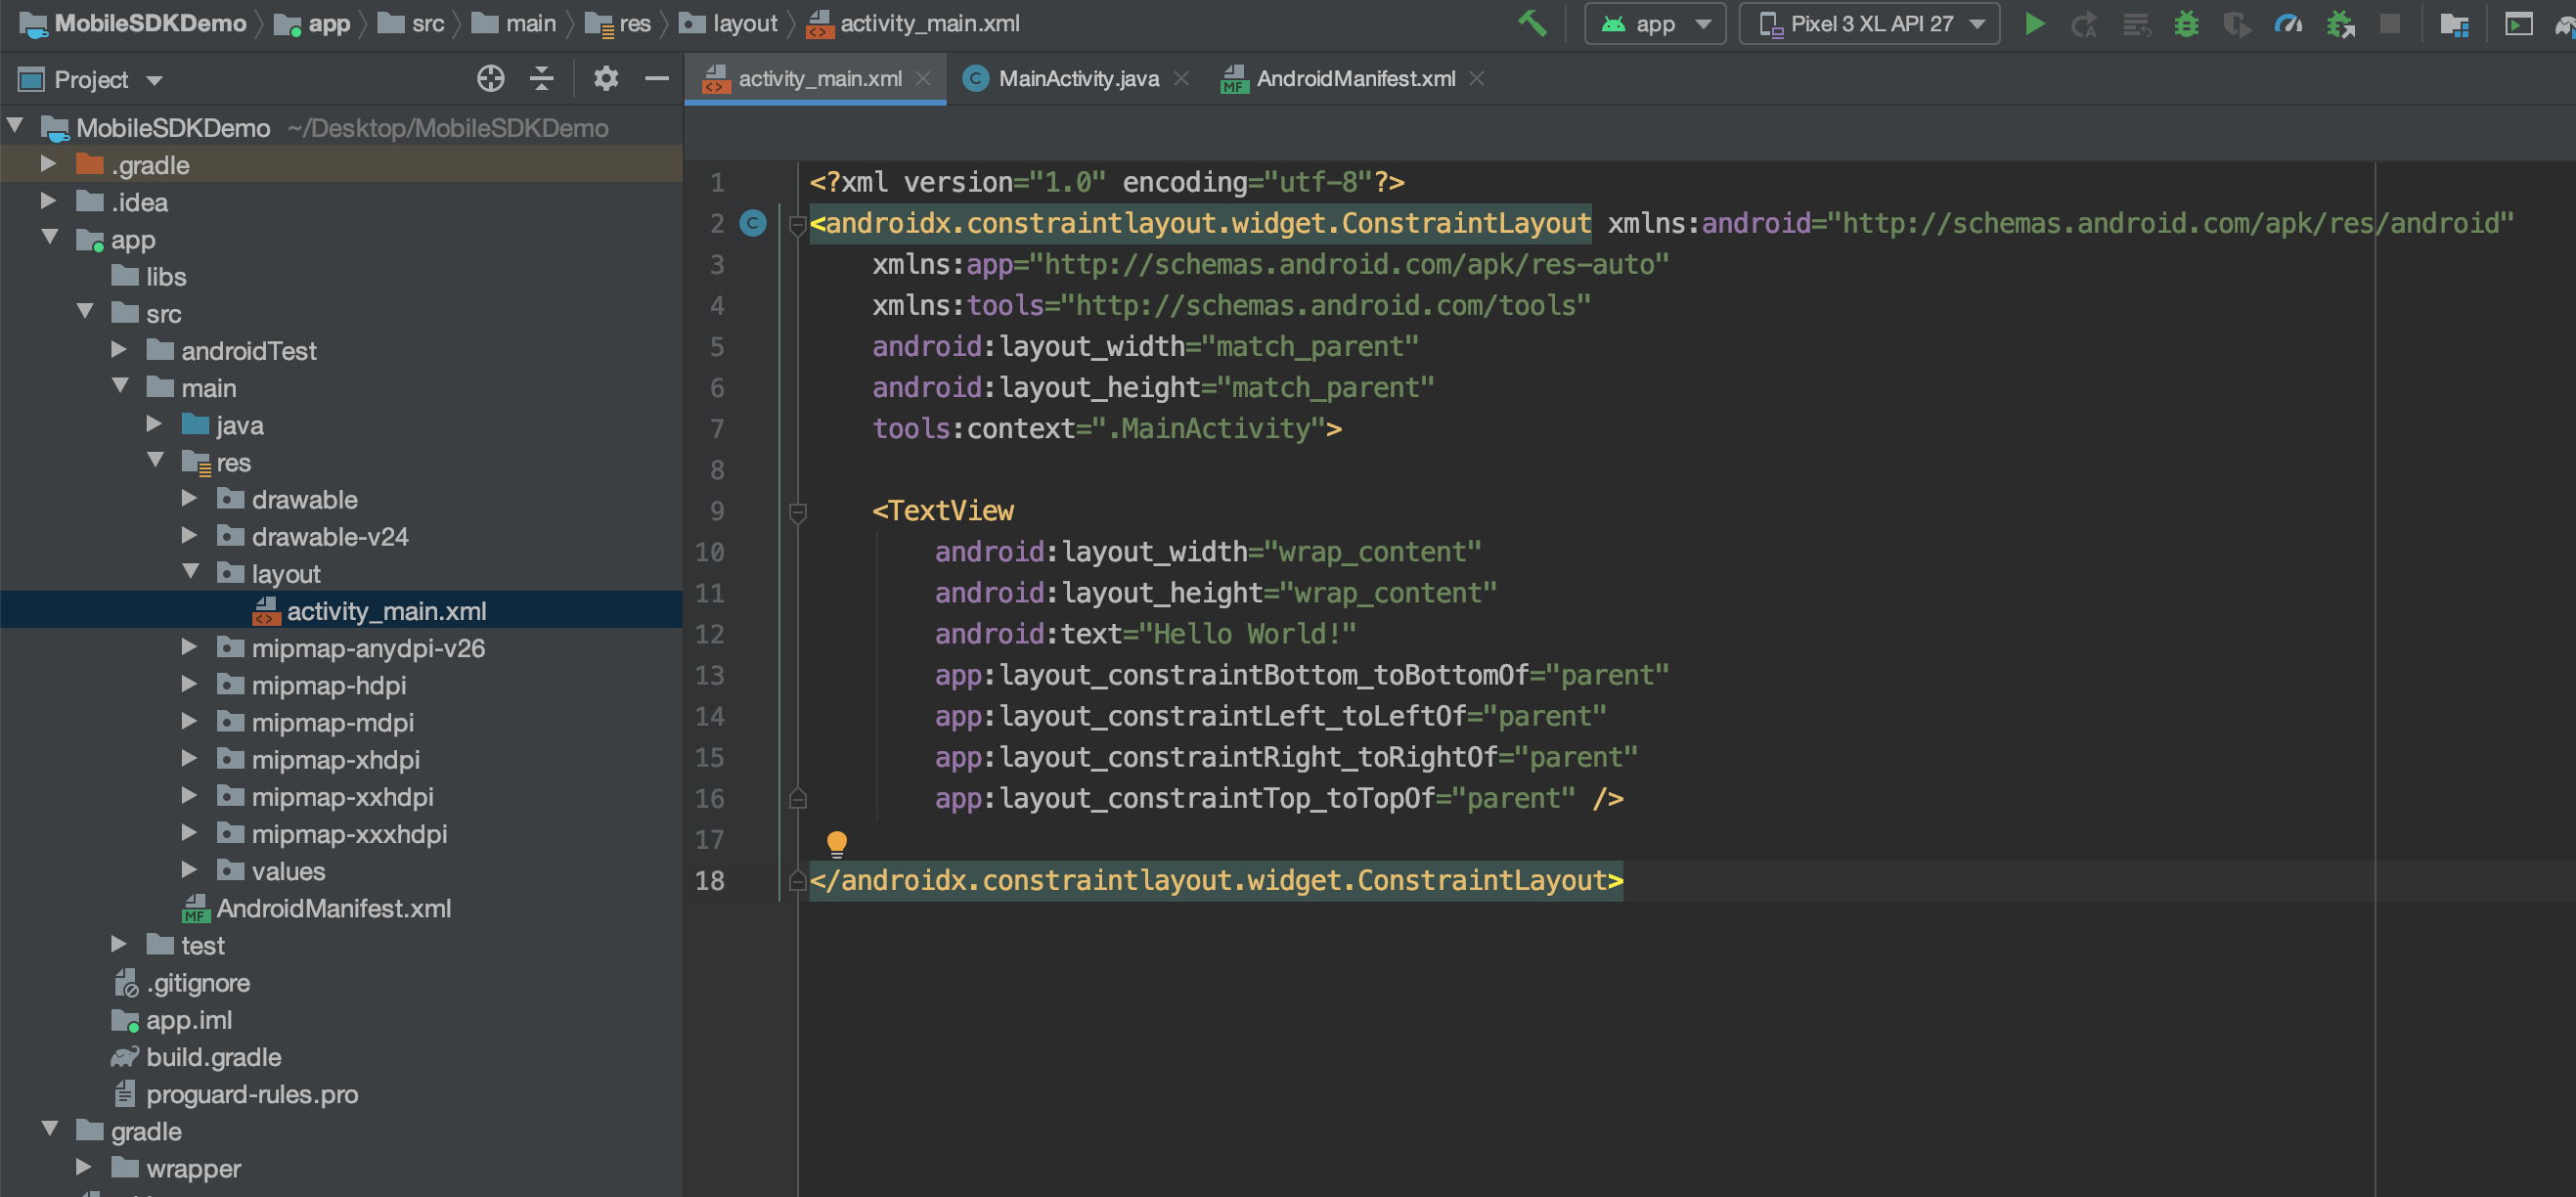 MobileSDKDemo app src main res layout activity_main.xml app Pixel 3 XL API 27
Project
activity_main.xml MainActivity.java AndroidManifest.xml
MobileSDKDemo ~/Desktop/MobileSDKDemo
.gradle
.idea
app
libs
src
androidTest
main
java
res
drawable
drawable-v24
layout
activity_main.xml
mipmap-anydpi-v26
mipmap-hdpi
mipmap-mdpi
mipmap-xhdpi
mipmap-xxhdpi
mipmap-xxxhdpi
values
AndroidManifest.xml
test
.gitignore
app.iml
build.gradle
proguard-rules.pro
gradle
wrapper
1 <?xml version="1.0" encoding="utf-8"?>
2 <androidx.constraintlayout.widget.ConstraintLayout xmlns:android="http://schemas.android.com/apk/res/android"
3 xmlns:app="http://schemas.android.com/apk/res-auto"
4 xmlns:tools="http://schemas.android.com/tools"
5 android:layout_width="match_parent"
6 android:layout_height="match_parent"
7 tools:context=".MainActivity">
8
9 <TextView
10 android:layout_width="wrap_content"
11 android:layout_height="wrap_content"
12 android:text="Hello World!"
13 app:layout_constraintBottom_toBottomOf="parent"
14 app:layout_constraintLeft_toLeftOf="parent"
15 app:layout_constraintRight_toRightOf="parent"
16 app:layout_constraintTop_toTopOf="parent" />
17
18 </androidx.constraintlayout.widget.ConstraintLayout>